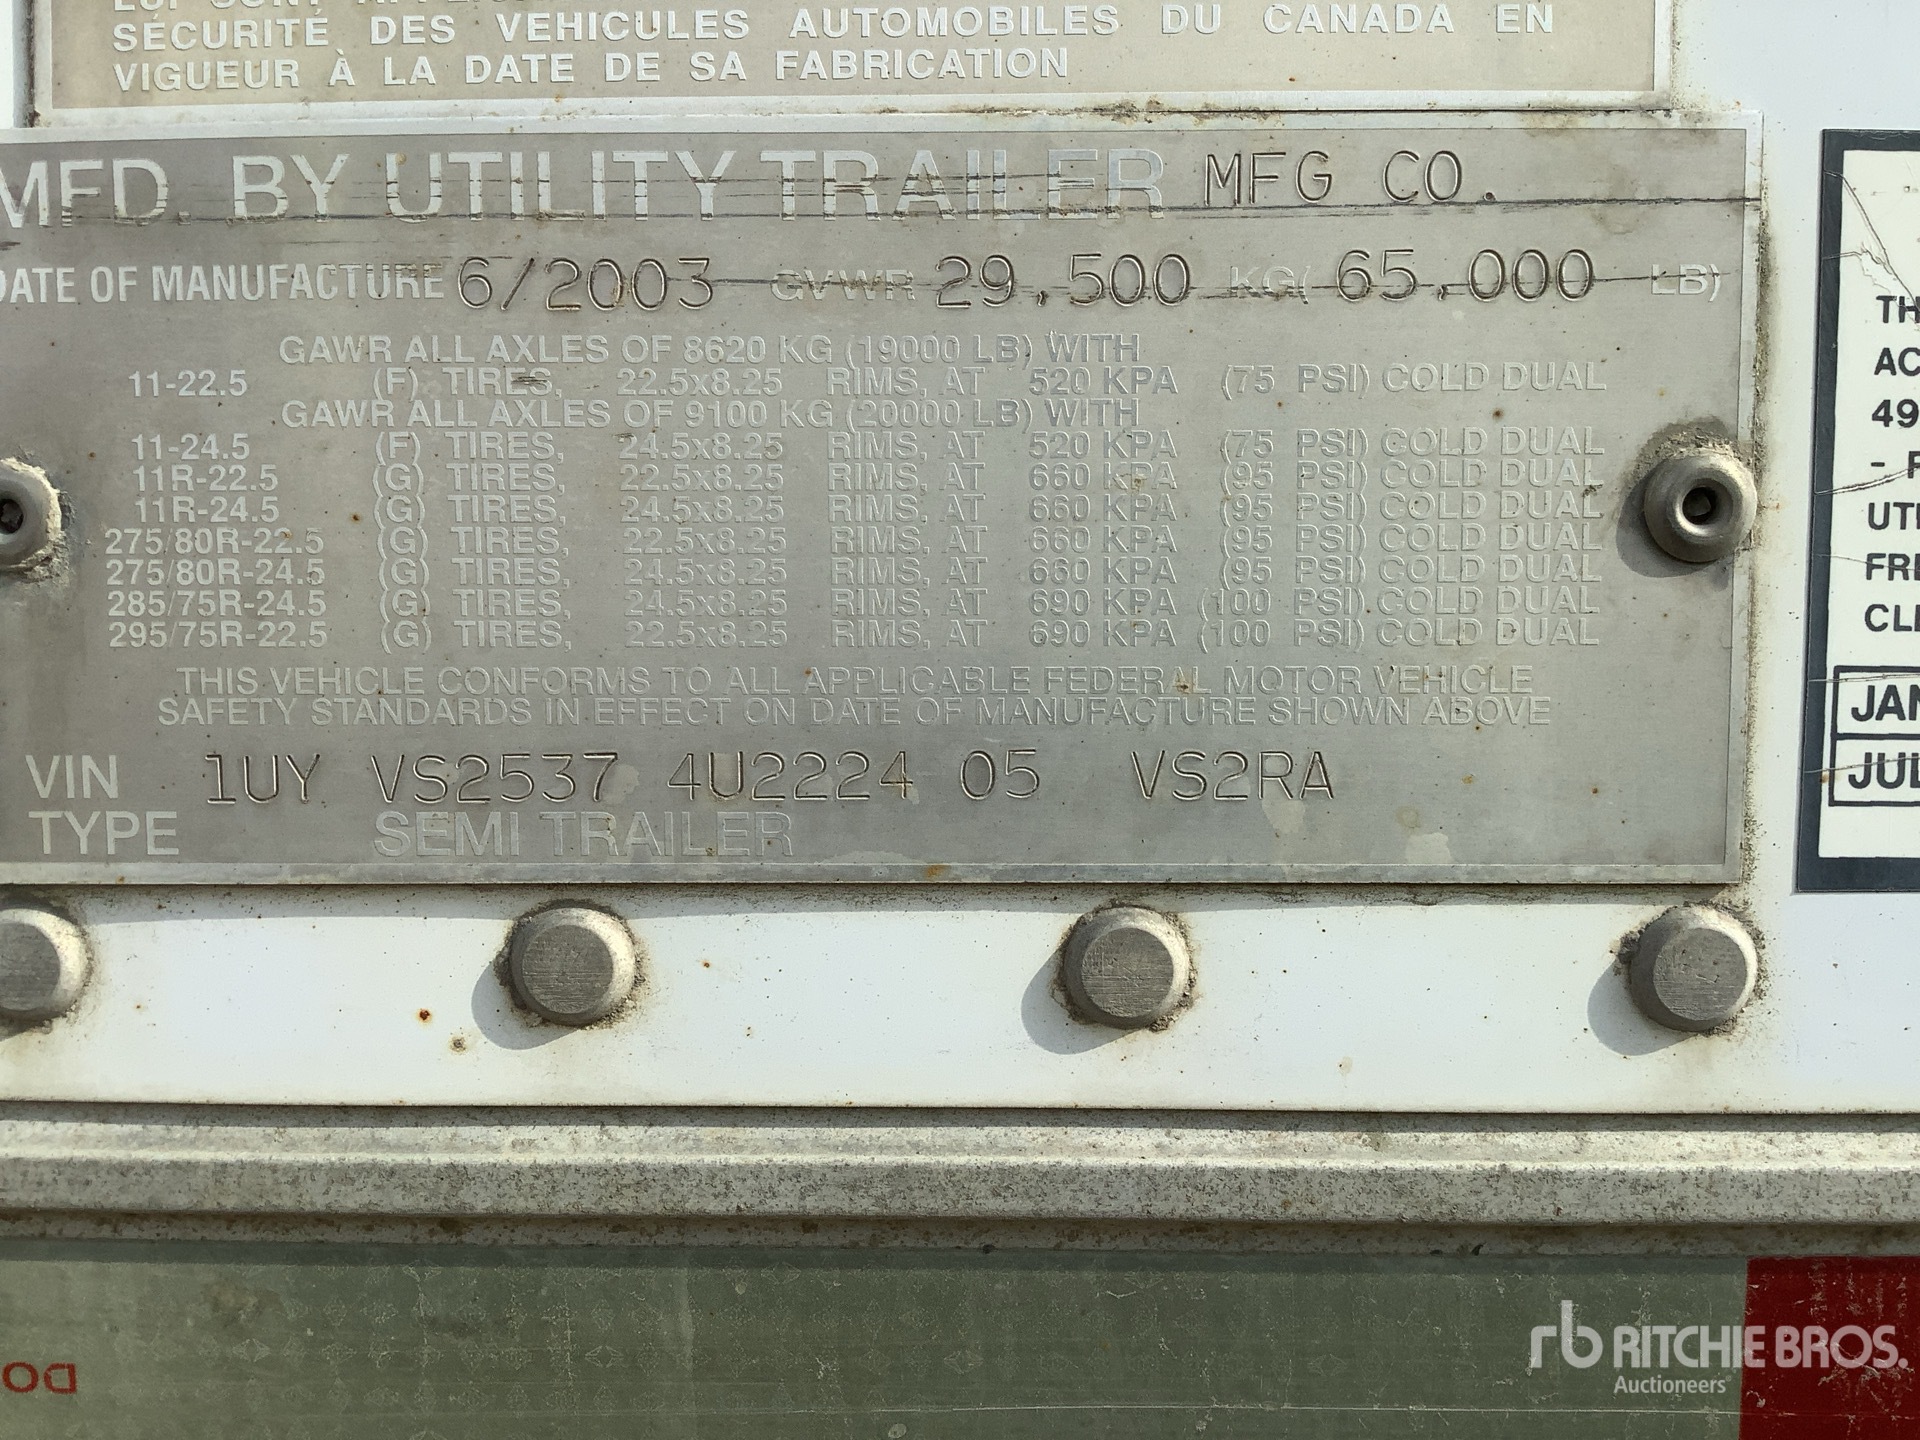 SÉCURITÉ DES VEHICULES AUTOMOBILES DU CANADA EN
VIGUEUR À LA DATE DE SA FABRICATION
MFD. BY UTILITY TRAILER MFG CO.
DATE OF MANUFACTURE 6/2003 GVWR 29,500 KG( 65,000 LB)
GAWR ALL AXLES OF 8620 KG (19000 LB) WITH
11-22.5 (F) TIRES, 22.5x8.25 RIMS, AT 520 KPA (75 PSI) COLD DUAL
GAWR ALL AXLES OF 9100 KG (20000 LB) WITH
11-24.5 (F) TIRES, 24.5x8.25 RIMS, AT 520 KPA (75 PSI) COLD DUAL
11R-22.5 (G) TIRES, 22.5x8.25 RIMS, AT 660 KPA (95 PSI) COLD DUAL
11R-24.5 (G) TIRES, 24.5x8.25 RIMS, AT 660 KPA (95 PSI) COLD DUAL
275/80R-22.5 (G) TIRES, 22.5x8.25 RIMS, AT 660 KPA (95 PSI) COLD DUAL
275/80R-24.5 (G) TIRES, 24.5x8.25 RIMS, AT 660 KPA (95 PSI) COLD DUAL
285/75R-24.5 (G) TIRES, 24.5x8.25 RIMS, AT 690 KPA (100 PSI) COLD DUAL
295/75R-22.5 (G) TIRES, 22.5x8.25 RIMS, AT 690 KPA (100 PSI) COLD DUAL
THIS VEHICLE CONFORMS TO ALL APPLICABLE FEDERAL MOTOR VEHICLE
SAFETY STANDARDS IN EFFECT ON DATE OF MANUFACTURE SHOWN ABOVE
VIN 1UY VS2537 4U2224 05 VS2RA
TYPE SEMI TRAILER
TH
AC
49
- F
UTI
FRE
CLE
JAN
JUL
DO
rb RITCHIE BROS.
Auctioneers